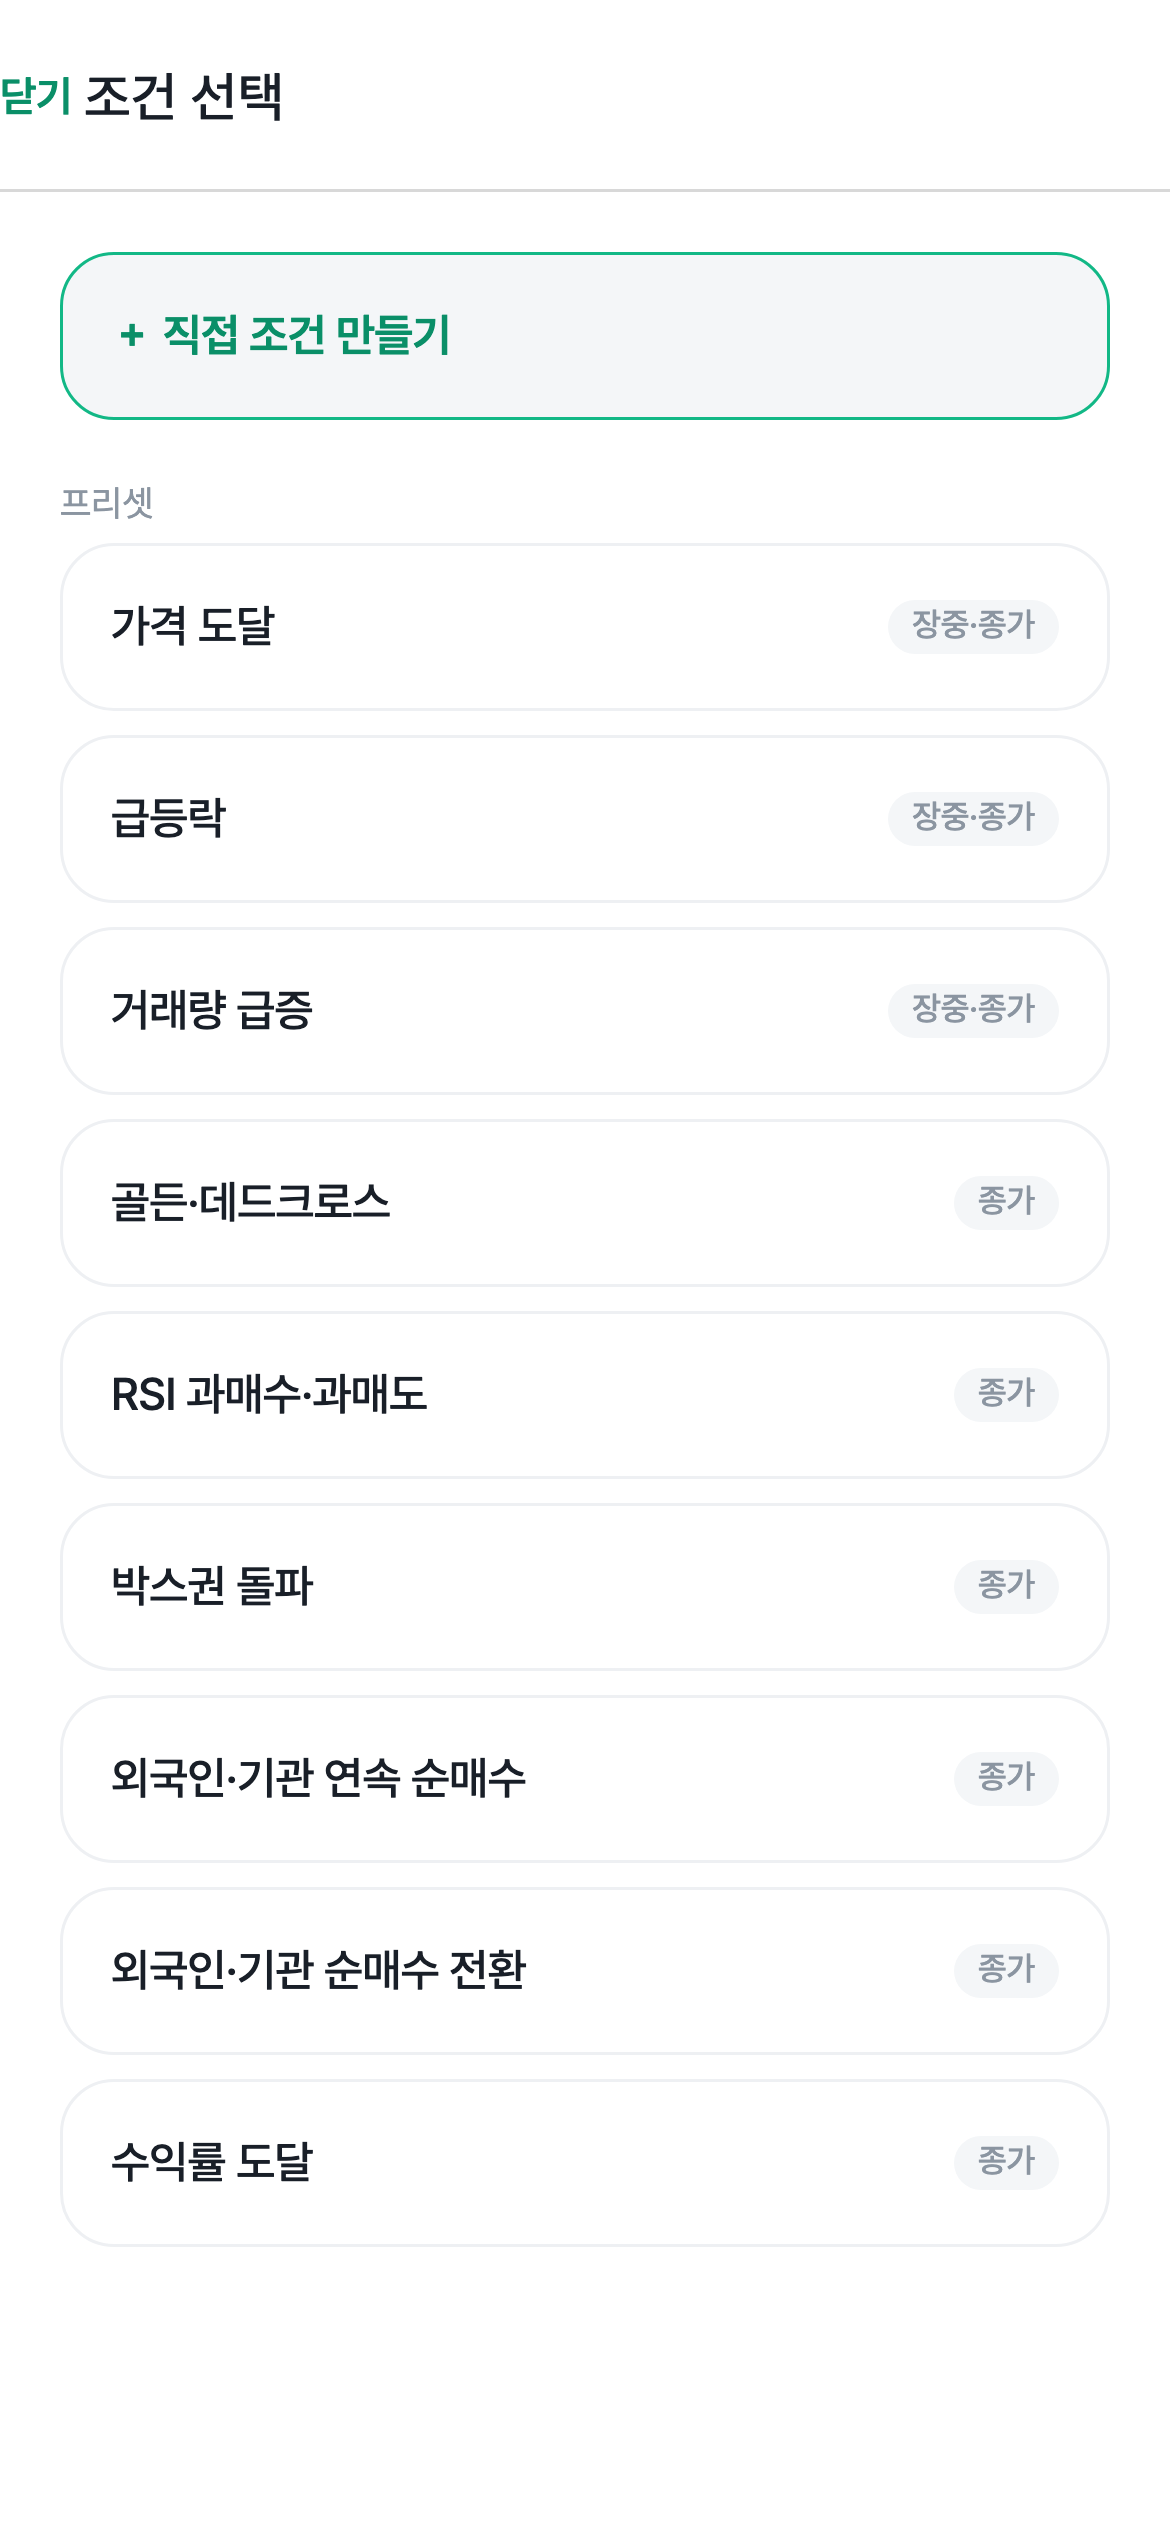 닫기 조건 선택
+ 직접 조건 만들기
프리셋
가격 도달 장중·종가
급등락 장중·종가
거래량 급증 장중·종가
골든·데드크로스 종가
RSI 과매수·과매도 종가
박스권 돌파 종가
외국인·기관 연속 순매수 종가
외국인·기관 순매수 전환 종가
수익률 도달 종가